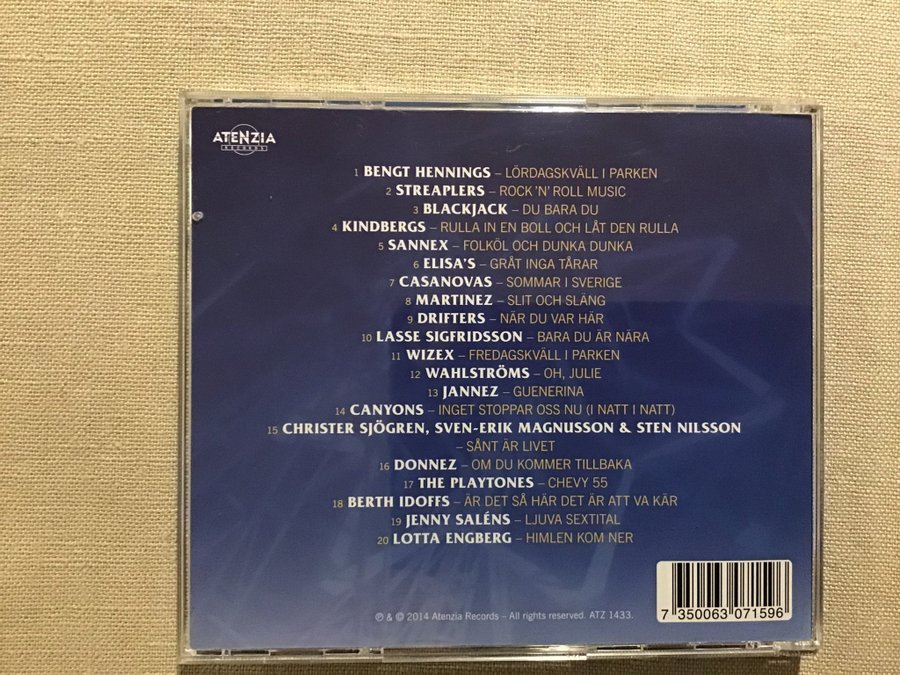 ATENZIA
RECORDS
1 BENGT HENNINGS – LÖRDAGSKVÄLL I PARKEN
2 STREAPLERS – ROCK 'N' ROLL MUSIC
3 BLACKJACK – DU BARA DU
4 KINDBERGS – RULLA IN EN BOLL OCH LÅT DEN RULLA
5 SANNEX – FOLKÖL OCH DUNKA DUNKA
6 ELISA'S – GRÅT INGA TÅRAR
7 CASANOVAS – SOMMAR I SVERIGE
8 MARTINEZ – SLIT OCH SLÄNG
9 DRIFTERS – NÄR DU VAR HÄR
10 LASSE SIGFRIDSSON – BARA DU ÄR NÄRA
11 WIZEX – FREDAGSKVÄLL I PARKEN
12 WAHLSTRÖMS – OH, JULIE
13 JANNEZ – GUENERINA
14 CANYONS – INGET STOPPAR OSS NU (I NATT I NATT)
15 CHRISTER SJÖGREN, SVEN-ERIK MAGNUSSON & STEN NILSSON
– SÅNT ÄR LIVET
16 DONNEZ – OM DU KOMMER TILLBAKA
17 THE PLAYTONES – CHEVY 55
18 BERTH IDOFFS – ÄR DET SÅ HÄR DET ÄR ATT VA KÄR
19 JENNY SALÉNS – LJUVA SEXTITAL
20 LOTTA ENGBERG – HIMLEN KOM NER
℗ & © 2014 Atenzia Records – All rights reserved. ATZ 1433.
7 350063 071596